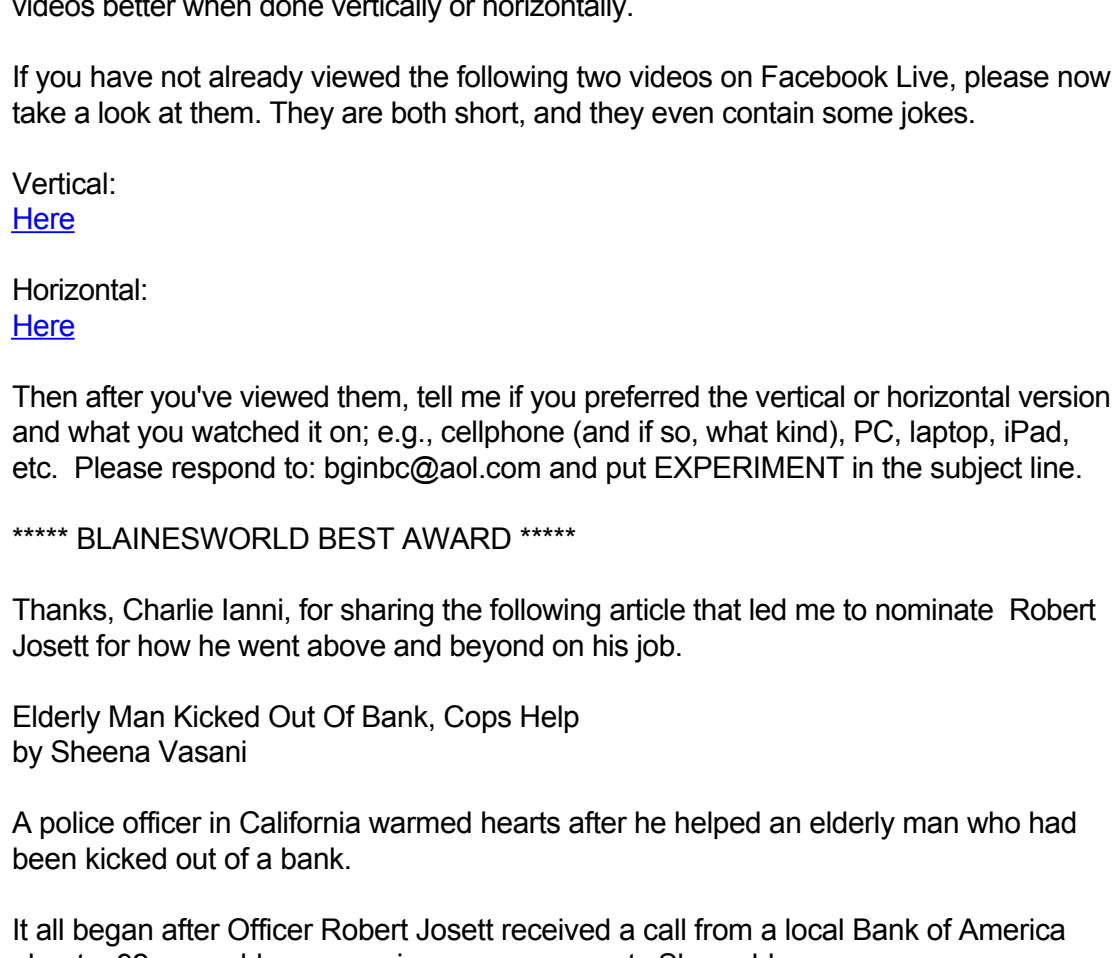 videos better when done vertically or horizontally.
If you have not already viewed the following two videos on Facebook Live, please now
take a look at them. They are both short, and they even contain some jokes.
Vertical:
Here
Horizontal:
Here
Then after you've viewed them, tell me if you preferred the vertical or horizontal version
and what you watched it on; e.g., cellphone (and if so, what kind), PC, laptop, iPad,
etc.  Please respond to: bginbc@aol.com and put EXPERIMENT in the subject line.
***** BLAINESWORLD BEST AWARD *****
Thanks, Charlie Ianni, for sharing the following article that led me to nominate  Robert
Josett for how he went above and beyond on his job.
Elderly Man Kicked Out Of Bank, Cops Help
by Sheena Vasani
A police officer in California warmed hearts after he helped an elderly man who had
been kicked out of a bank.
It all began after Officer Robert Josett received a call from a local Bank of America